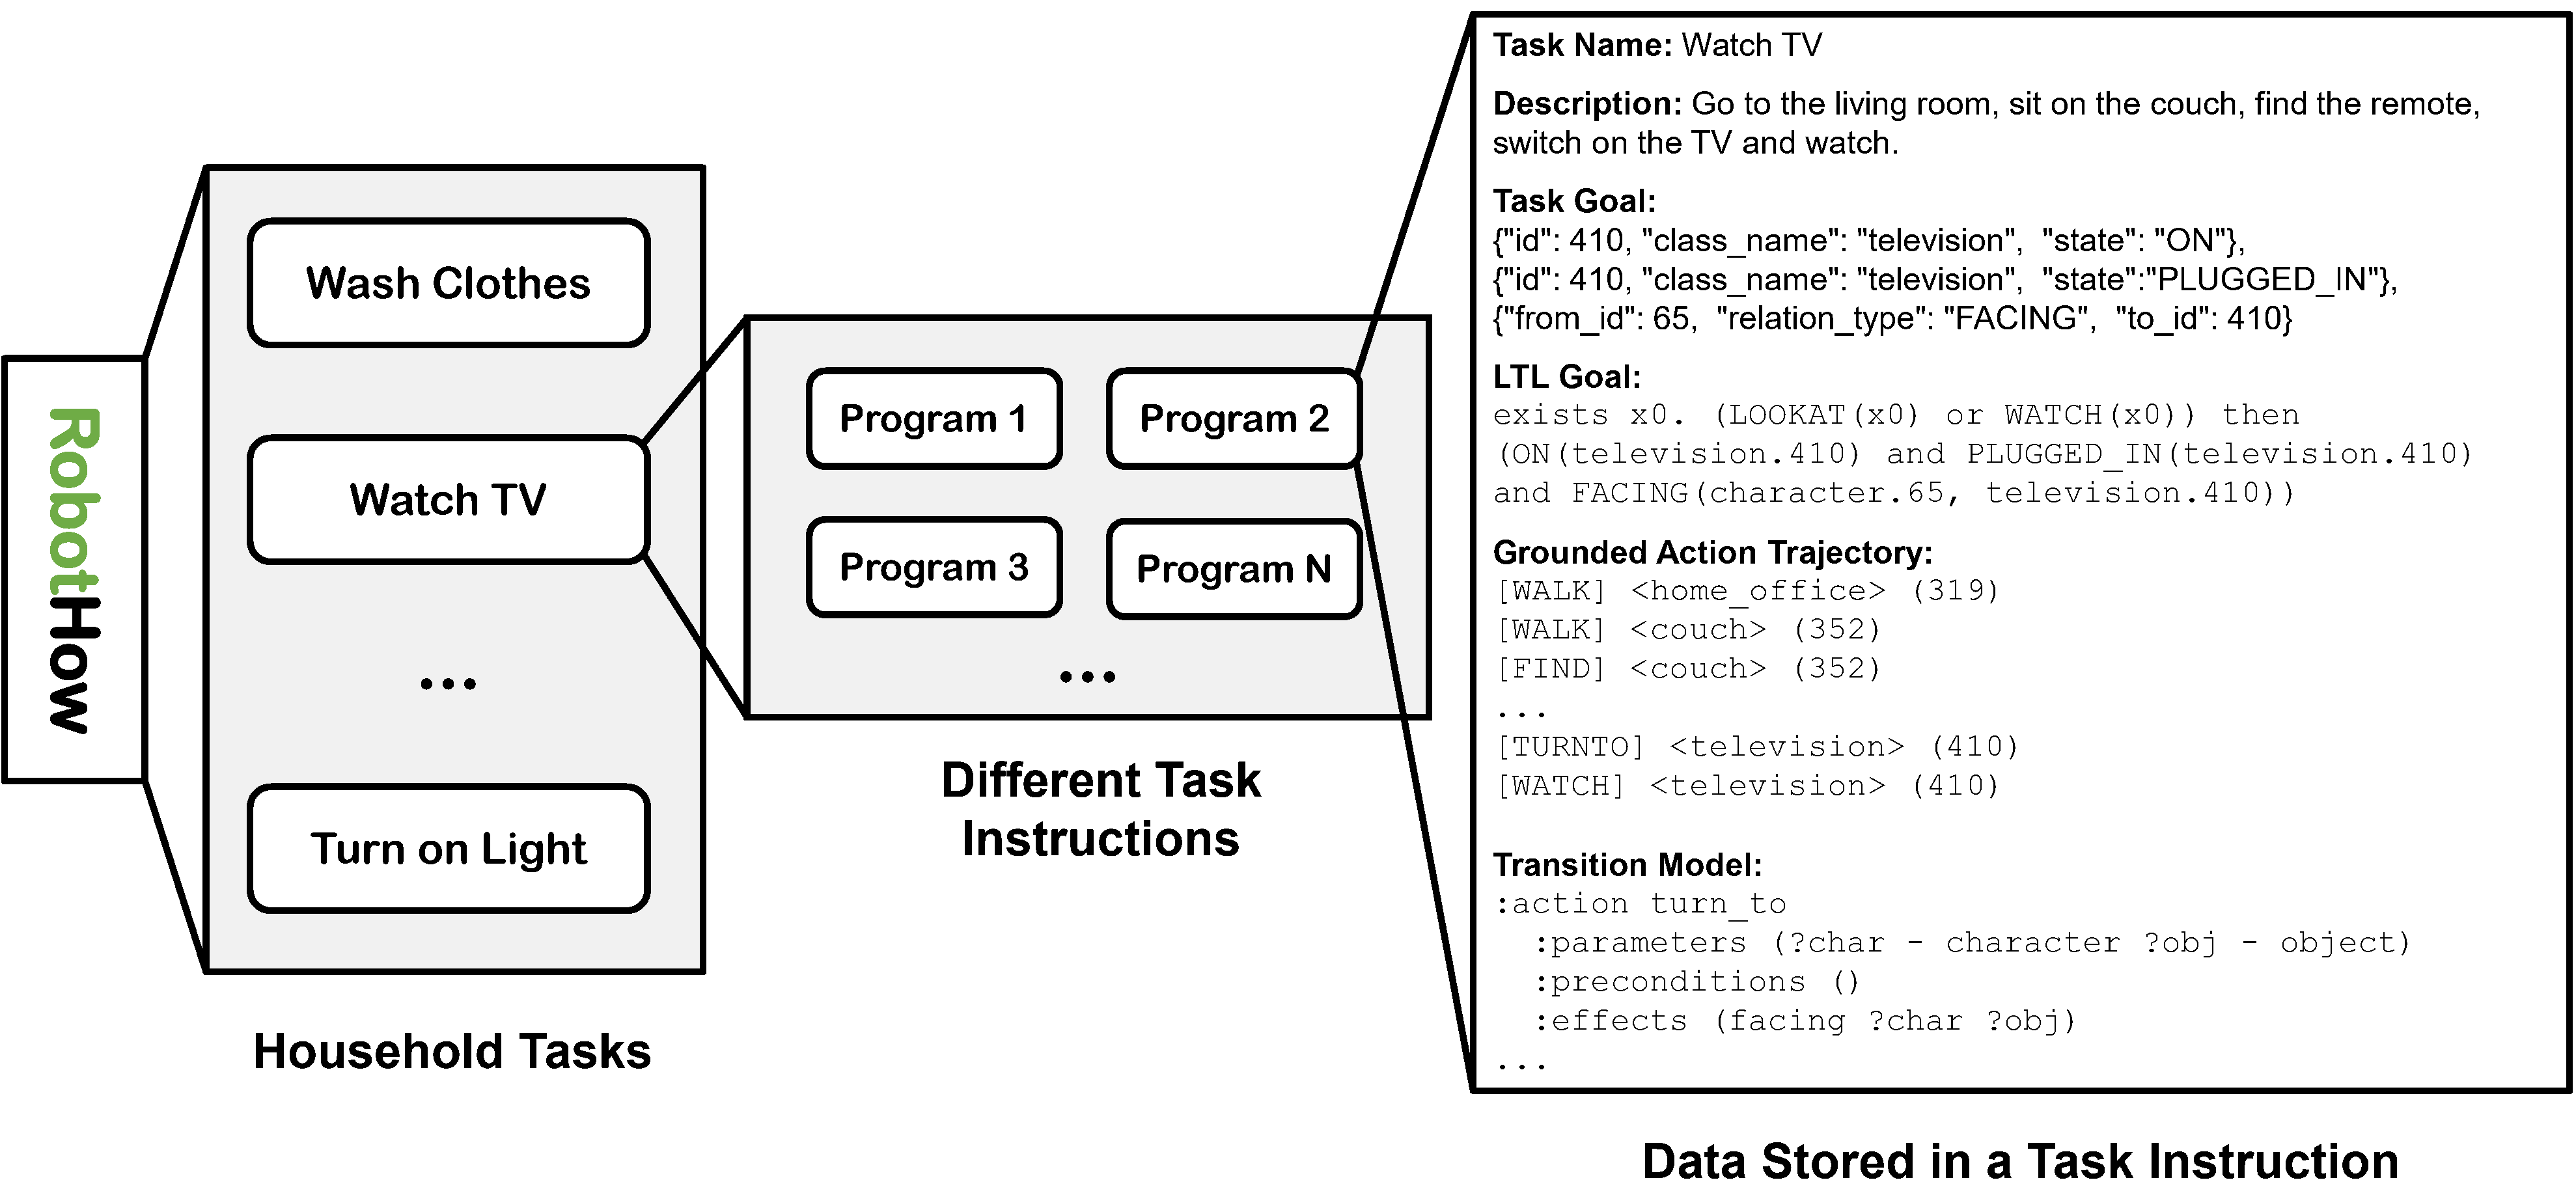 RobotHow
Wash Clothes
Watch TV
...
Turn on Light
Household Tasks
Program 1
Program 2
Program 3
Program N
...
Different Task
Instructions
Task Name: Watch TV
Description: Go to the living room, sit on the couch, find the remote,
switch on the TV and watch.
Task Goal:
{"id": 410, "class_name": "television", "state": "ON"},
{"id": 410, "class_name": "television", "state":"PLUGGED_IN"},
{"from_id": 65, "relation_type": "FACING", "to_id": 410}
LTL Goal:
exists x0. (LOOKAT(x0) or WATCH(x0)) then
(ON(television.410) and PLUGGED_IN(television.410)
and FACING(character.65, television.410))
Grounded Action Trajectory:
[WALK] <home_office> (319)
[WALK] <couch> (352)
[FIND] <couch> (352)
...
[TURNTO] <television> (410)
[WATCH] <television> (410)
Transition Model:
:action turn_to
:parameters (?char - character ?obj - object)
:preconditions ()
:effects (facing ?char ?obj)
...
Data Stored in a Task Instruction